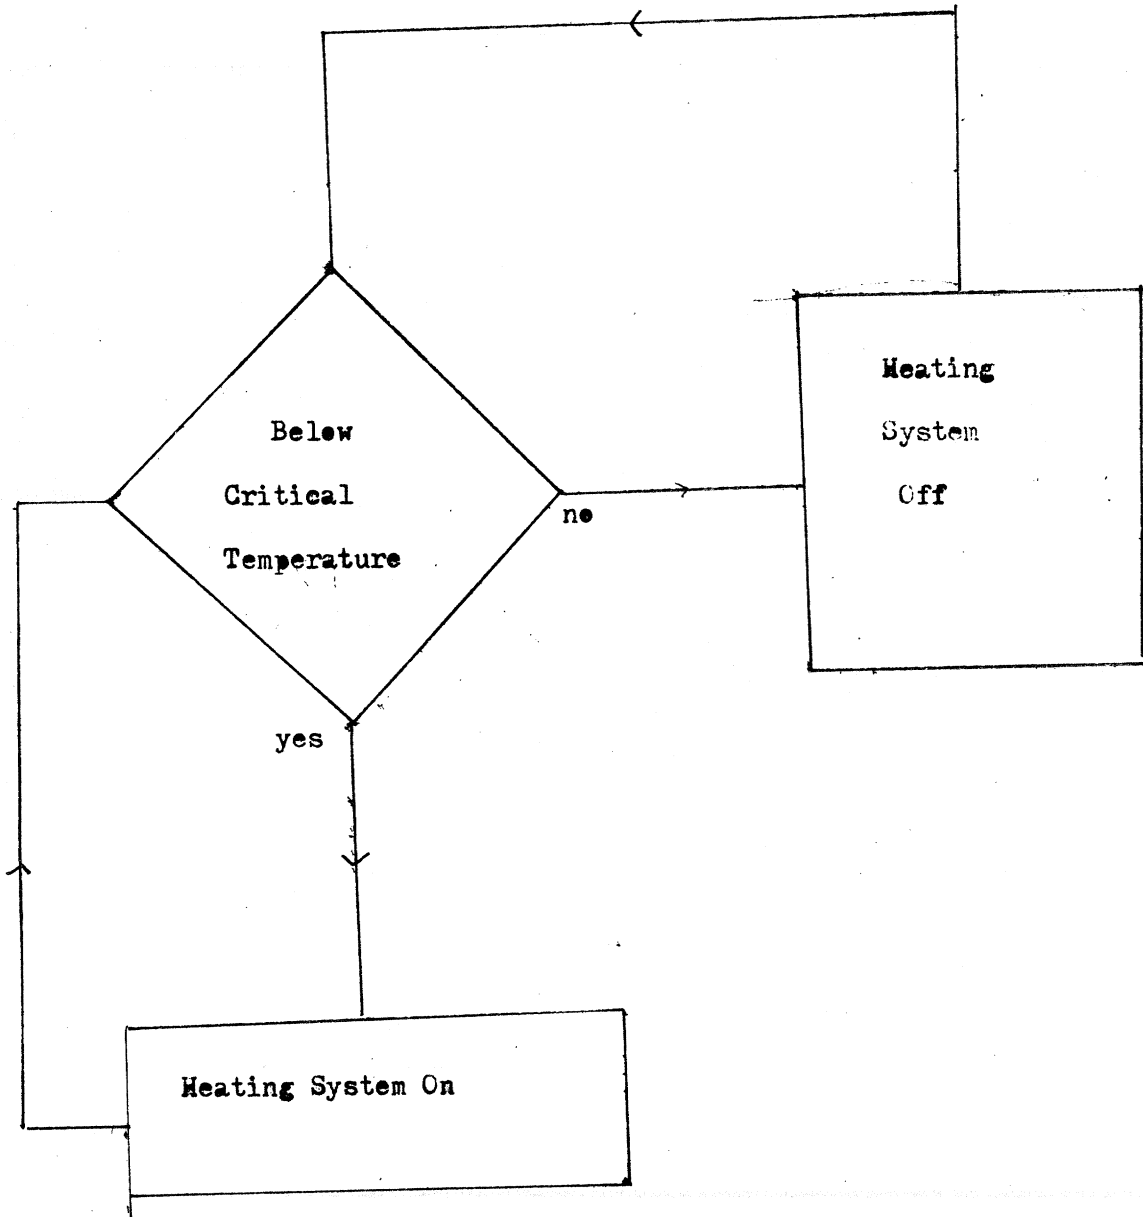 Heating
System
Off
Below
Critical
Temperature
no
yes
Heating System On